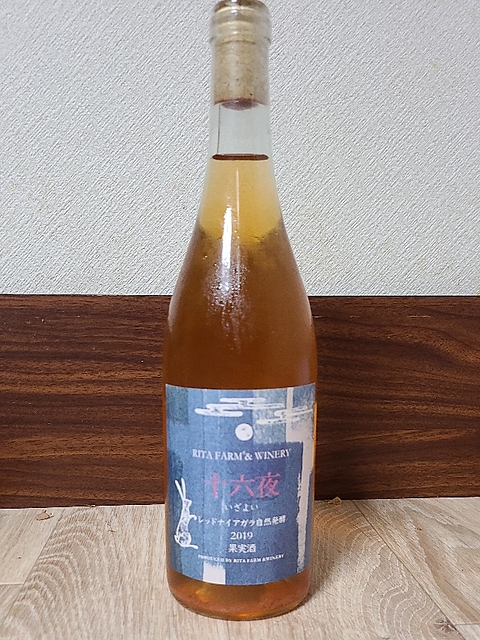 RITA FARM & WINERY
十六夜
いざよい
レッドナイアガラ自然発酵
2019
果実酒
PRODUCED BY RITA FARM & WINERY